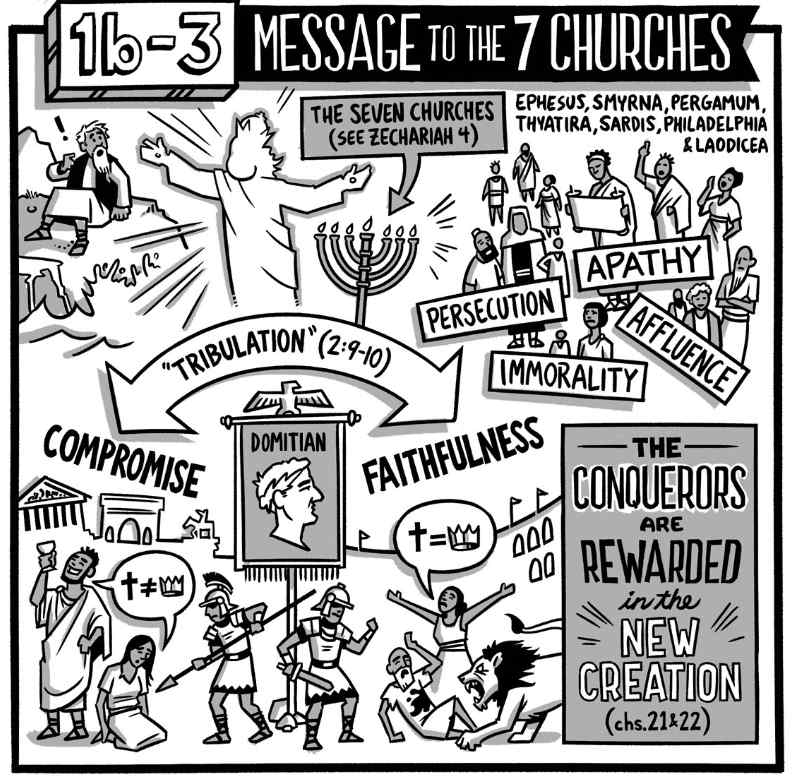 1b-3 MESSAGE TO THE 7 CHURCHES
THE SEVEN CHURCHES
(SEE ZECHARIAH 4)
EPHESUS, SMYRNA, PERGAMUM,
THYATIRA, SARDIS, PHILADELPHIA
& LAODICEA
!
APATHY
PERSECUTION
AFFLUENCE
IMMORALITY
"TRIBULATION" (2:9-10)
COMPROMISE
DOMITIAN
FAITHFULNESS
✝≠
✝=
THE
CONQUERORS
ARE
REWARDED
in the
NEW
CREATION
(chs. 21&22)